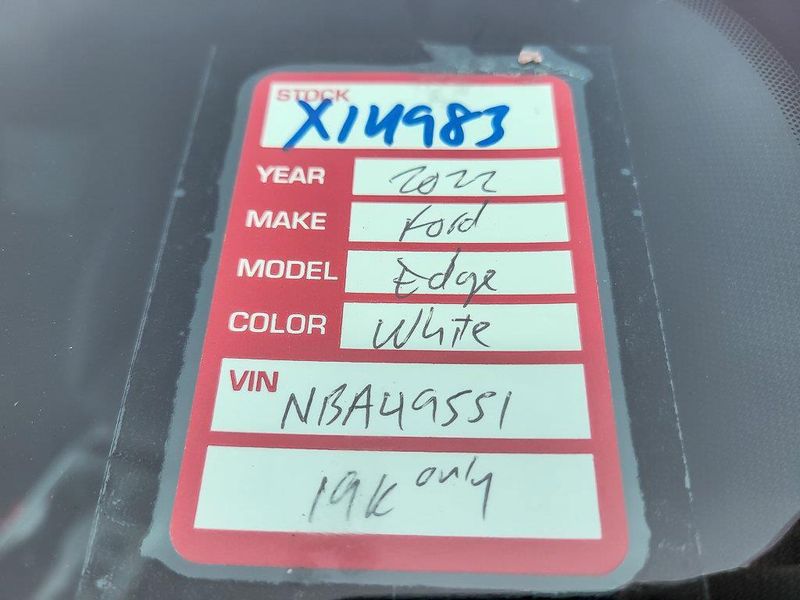 STOCK
X14983
YEAR 2022
MAKE Ford
MODEL Edge
COLOR White
VIN NBA49551
19K only